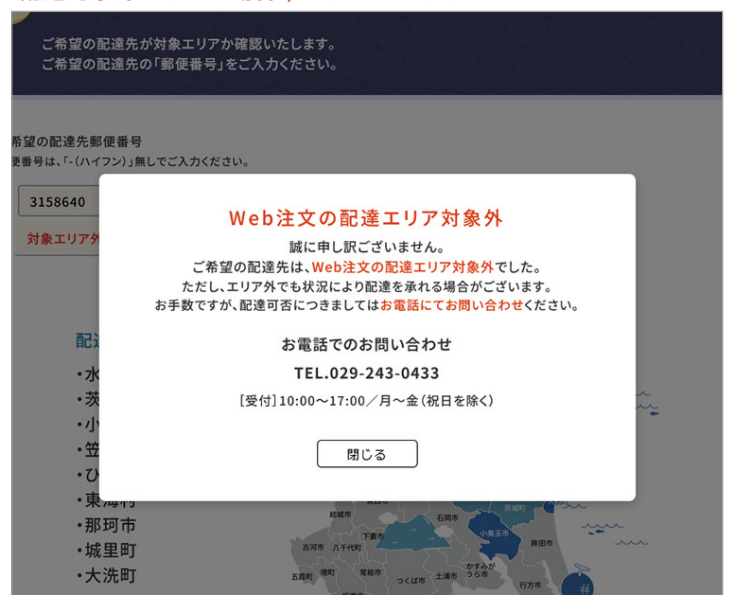 ご希望の配達先が対象エリアか確認いたします。
ご希望の配達先の「郵便番号」をご入力ください。
希望の配達先郵便番号
便番号は、「-(ハイフン)」無しでご入力ください。
3158640
対象エリア外
Web注文の配達エリア対象外
誠に申し訳ございません。
ご希望の配達先は、Web注文の配達エリア対象外でした。
ただし、エリア外でも状況により配達を承れる場合がございます。
お手数ですが、配達可否につきましてはお電話にてお問い合わせください。
お電話でのお問い合わせ
TEL.029-243-0433
[受付]10:00〜17:00／月〜金(祝日を除く)
閉じる
配達
・水
・茨
・小
・笠
・ひ
・東海村
・那珂市
・城里町
・大洗町
結城市
石岡市
茨城町
下妻市
小美玉市
古河市
八千代町
鉾田市
五霞町
境町
常総市
つくば市
土浦市
かすみが
うら市
行方市